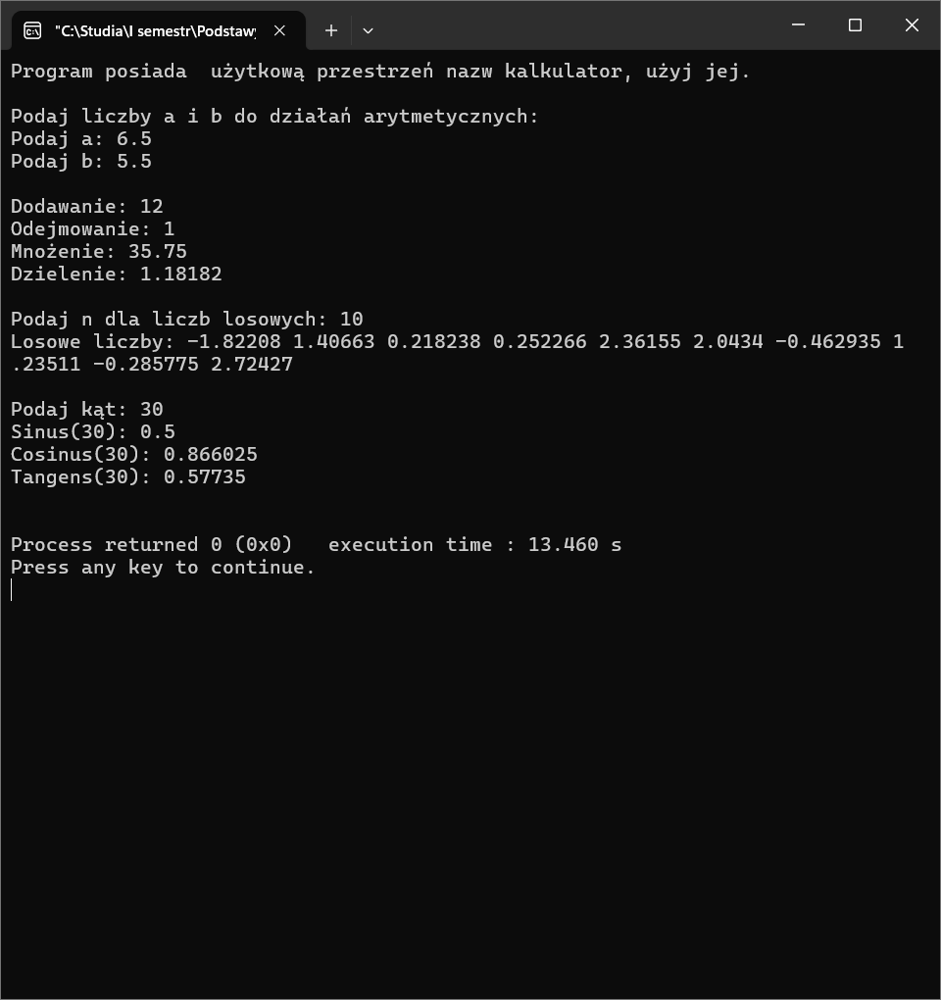 "C:\Studia\I semestr\Podstawy
Program posiada  użytkową przestrzeń nazw kalkulator, użyj jej.
Podaj liczby a i b do działań arytmetycznych:
Podaj a: 6.5
Podaj b: 5.5
Dodawanie: 12
Odejmowanie: 1
Mnożenie: 35.75
Dzielenie: 1.18182
Podaj n dla liczb losowych: 10
Losowe liczby: -1.82208 1.40663 0.218238 0.252266 2.36155 2.0434 -0.462935 1
.23511 -0.285775 2.72427
Podaj kąt: 30
Sinus(30): 0.5
Cosinus(30): 0.866025
Tangens(30): 0.57735
Process returned 0 (0x0)   execution time : 13.460 s
Press any key to continue.